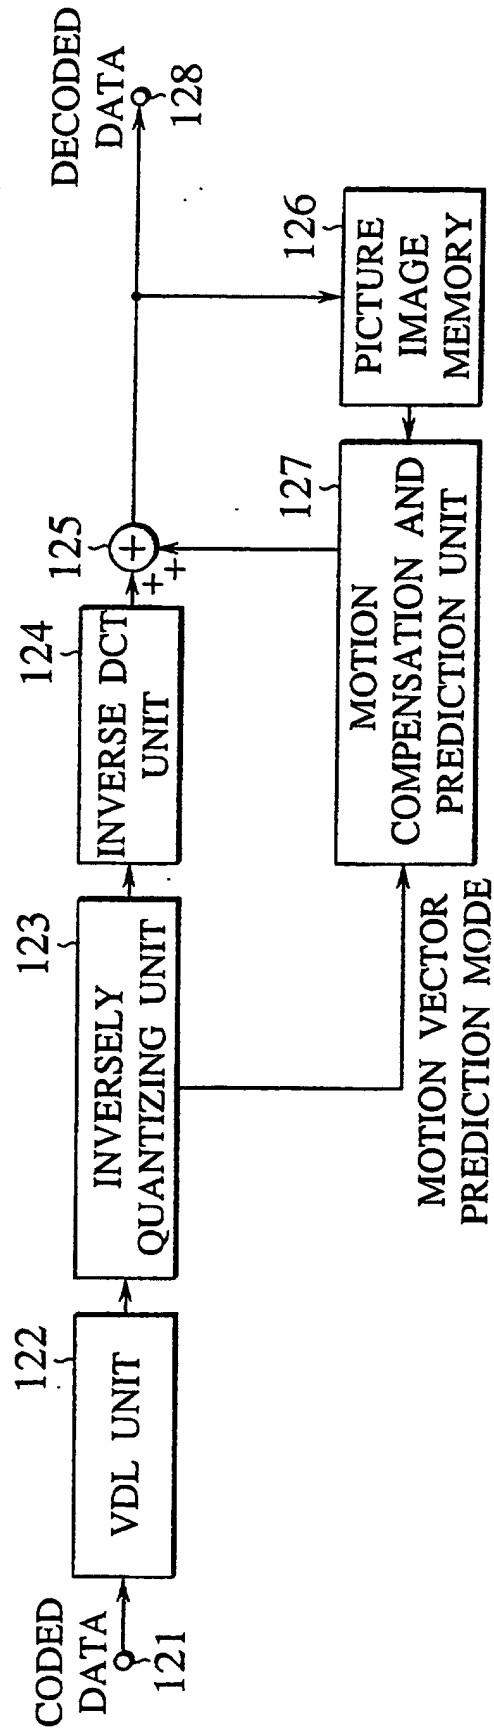 CODED
DATA
121
122
VDL UNIT
123
INVERSELY
QUANTIZING UNIT
124
INVERSE DCT
UNIT
125
+
+
+
DECODED
DATA
128
MOTION VECTOR
PREDICTION MODE
127
MOTION
COMPENSATION AND
PREDICTION UNIT
126
PICTURE
IMAGE
MEMORY